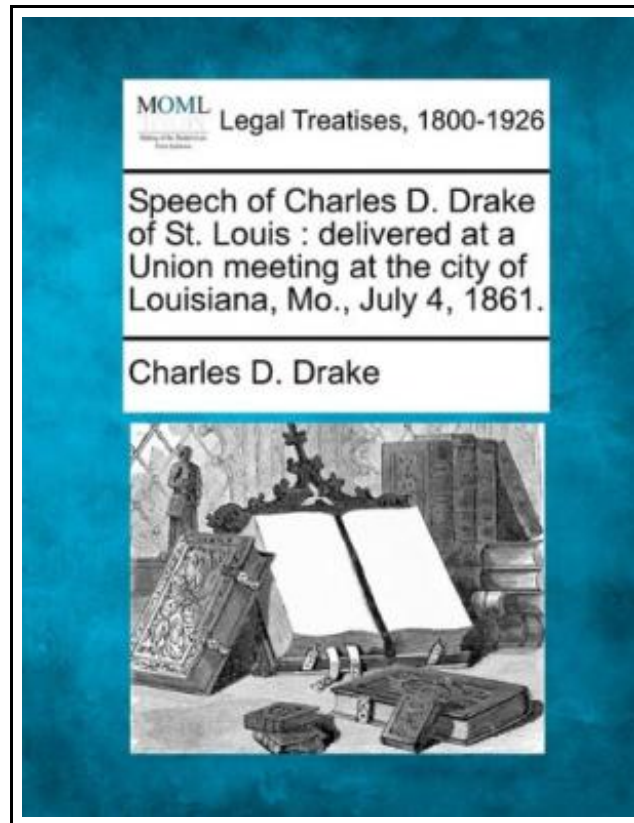 MOML
Legal Treatises, 1800-1926
Speech of Charles D. Drake
of St. Louis : delivered at a
Union meeting at the city of
Louisiana, Mo., July 4, 1861.
Charles D. Drake